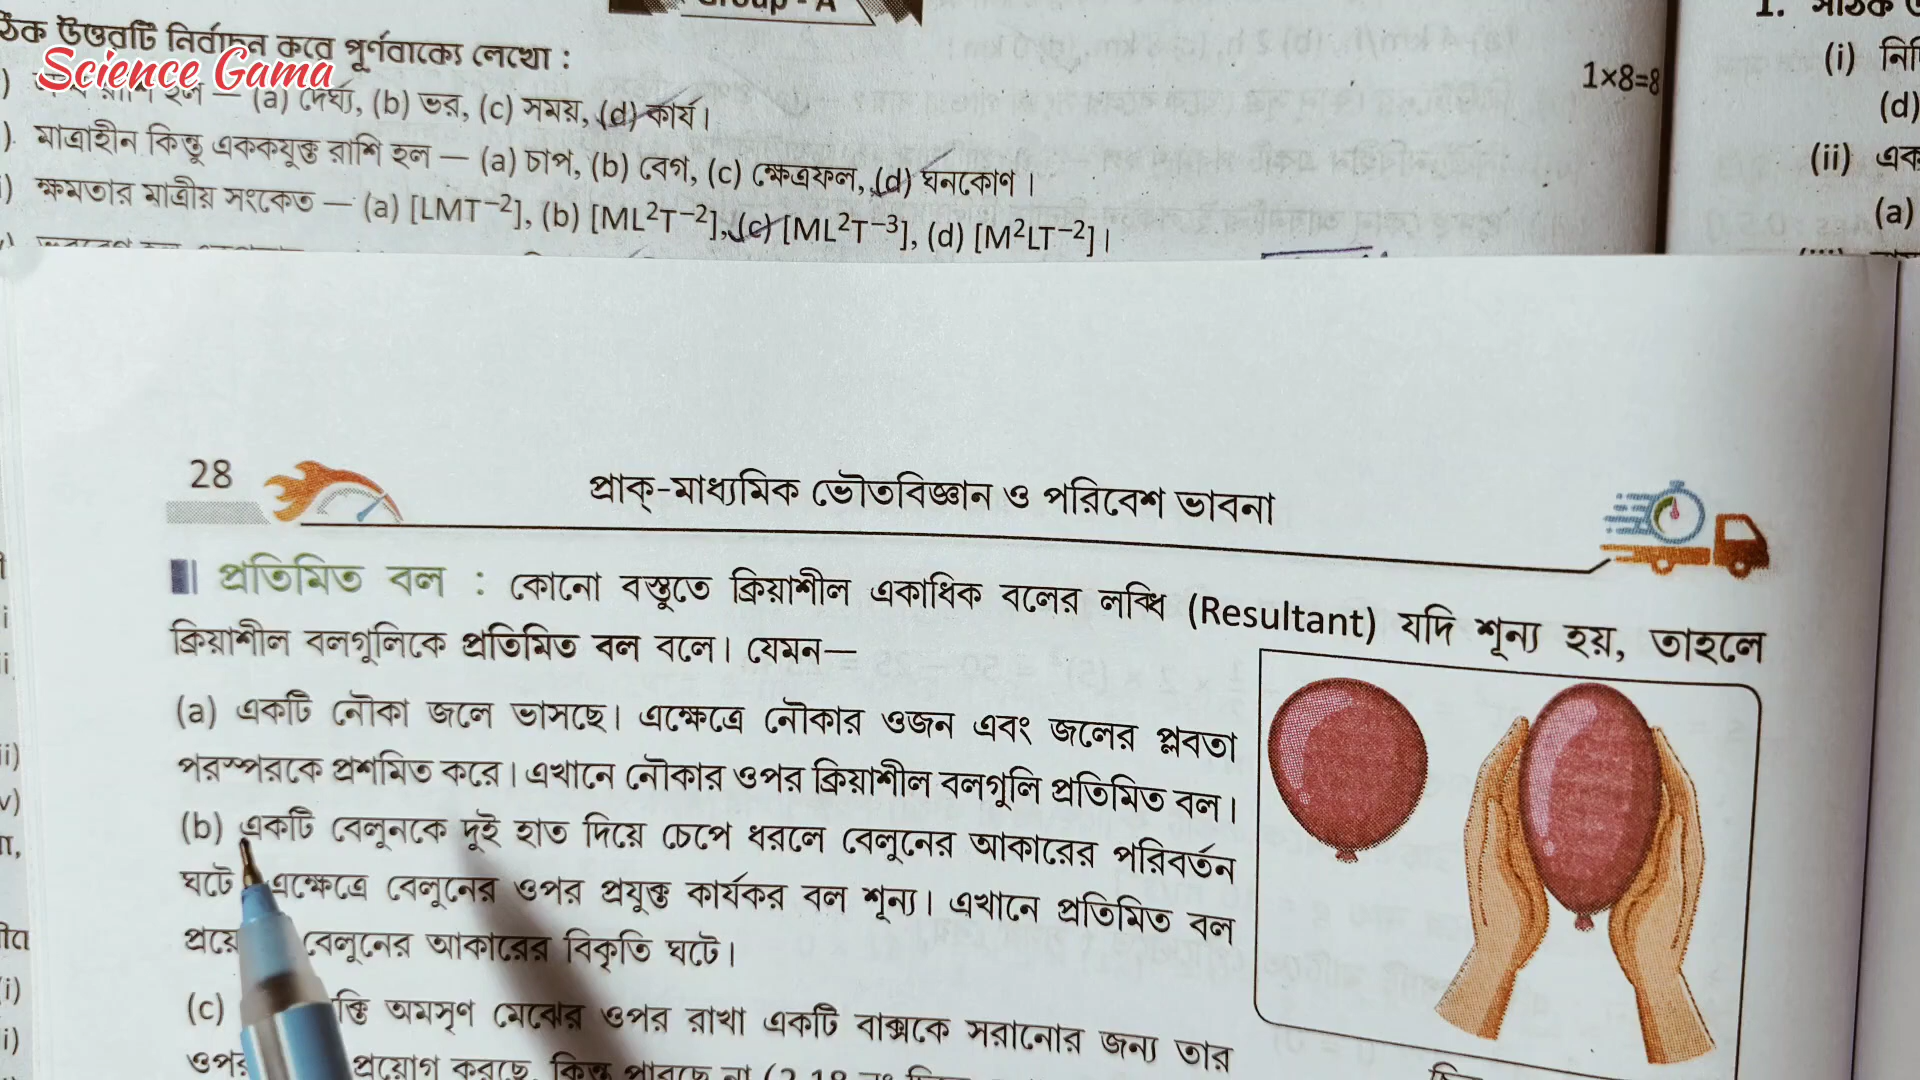 Group - A
ঠিক উত্তরটি নির্বাচন করে পূর্ণবাক্যে লেখো :
1×8=8
Science Gama
রাশি হল — (a) দৈর্ঘ্য, (b) ভর, (c) সময়, (d) কার্য।
মাত্রাহীন কিন্তু এককযুক্ত রাশি হল — (a) চাপ, (b) বেগ, (c) ক্ষেত্রফল, (d) ঘনকোণ।
ক্ষমতার মাত্রীয় সংকেত — (a) [LMT⁻²], (b) [ML²T⁻²], (c) [ML²T⁻³], (d) [M²LT⁻²]।
1.
(i)
(d)
(ii) এক
(a)
28
প্রাক্-মাধ্যমিক ভৌতবিজ্ঞান ও পরিবেশ ভাবনা
প্রতিমিত বল : কোনো বস্তুতে ক্রিয়াশীল একাধিক বলের লব্ধি (Resultant) যদি শূন্য হয়, তাহলে
ক্রিয়াশীল বলগুলিকে প্রতিমিত বল বলে। যেমন—
(a) একটি নৌকা জলে ভাসছে। এক্ষেত্রে নৌকার ওজন এবং জলের প্লবতা
পরস্পরকে প্রশমিত করে। এখানে নৌকার ওপর ক্রিয়াশীল বলগুলি প্রতিমিত বল।
(b) একটি বেলুনকে দুই হাত দিয়ে চেপে ধরলে বেলুনের আকারের পরিবর্তন
ঘটে এক্ষেত্রে বেলুনের ওপর প্রযুক্ত কার্যকর বল শূন্য। এখানে প্রতিমিত বল
বেলুনের আকারের বিকৃতি ঘটে।
(c) অমসৃণ মেঝের ওপর রাখা একটি বাক্সকে সরানোর জন্য তার
প্রয়োগ করছে, কিন্তু পারছে না